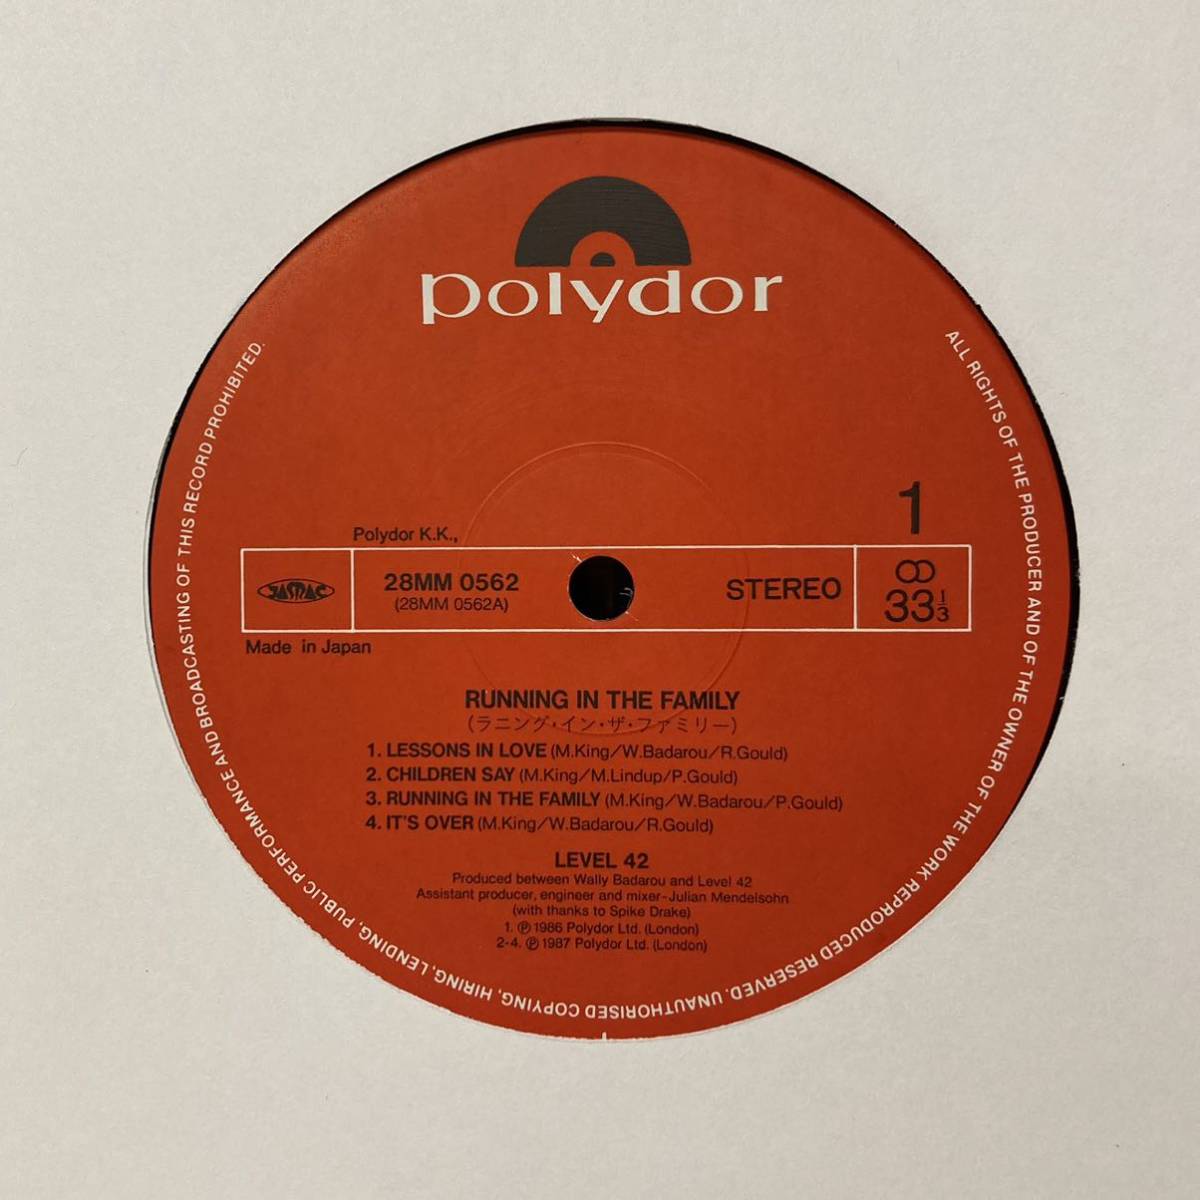 polydor
1
Polydor K.K.,
JASRAC
28MM 0562
(28MM 0562A)
STEREO
33 1/3
Made in Japan
RUNNING IN THE FAMILY
(ラニング・イン・ザ・ファミリー)
1. LESSONS IN LOVE (M.King/W.Badarou/R.Gould)
2. CHILDREN SAY (M.King/M.Lindup/P.Gould)
3. RUNNING IN THE FAMILY (M.King/W.Badarou/P.Gould)
4. IT'S OVER (M.King/W.Badarou/R.Gould)
LEVEL 42
Produced between Wally Badarou and Level 42
Assistant producer, engineer and mixer-Julian Mendelsohn
(with thanks to Spike Drake)
1. ℗ 1986 Polydor Ltd. (London)
2-4. ℗ 1987 Polydor Ltd. (London)
ALL RIGHTS OF THE PRODUCER AND OF THE OWNER OF THE WORK REPRODUCED RESERVED. UNAUTHORISED COPYING, HIRING, LENDING, PUBLIC PERFORMANCE AND BROADCASTING OF THIS RECORD PROHIBITED.